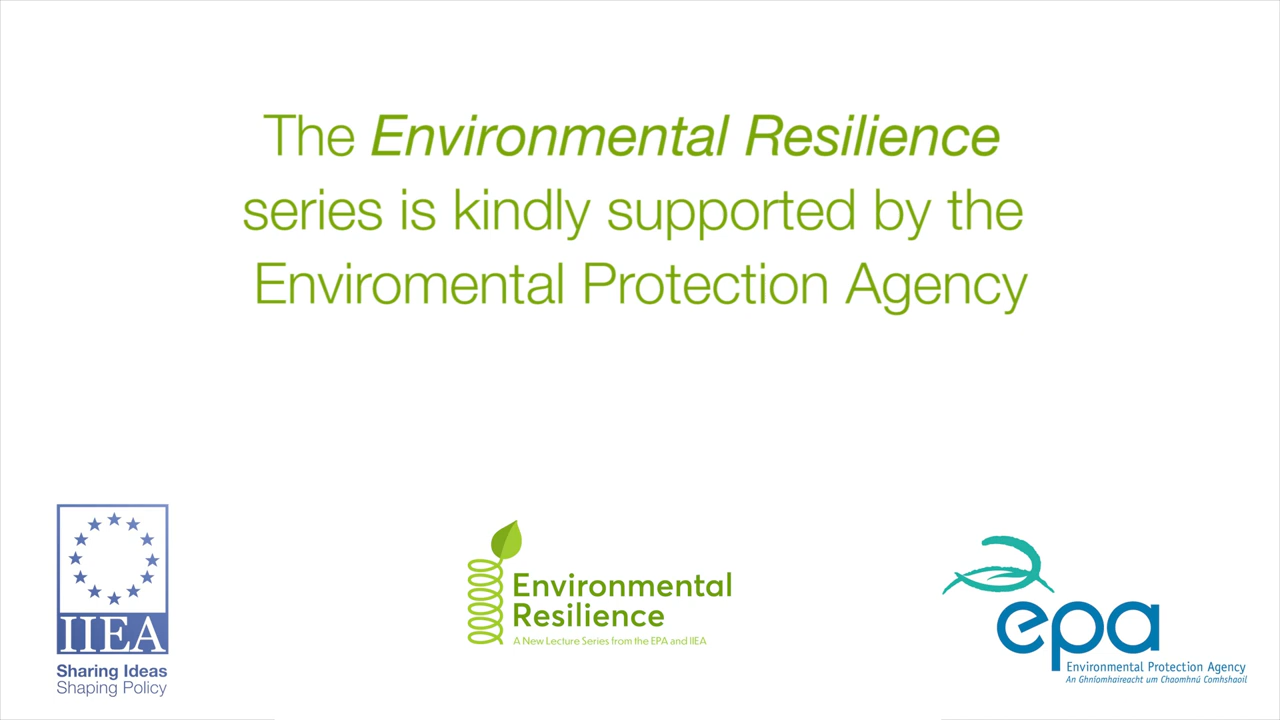 The Environmental Resilience
series is kindly supported by the
Enviromental Protection Agency
IIEA
Sharing Ideas
Shaping Policy
Environmental
Resilience
A New Lecture Series from the EPA and IIEA
epa
Environmental Protection Agency
An Ghníomhaireacht um Chaomhnú Comhshaoil